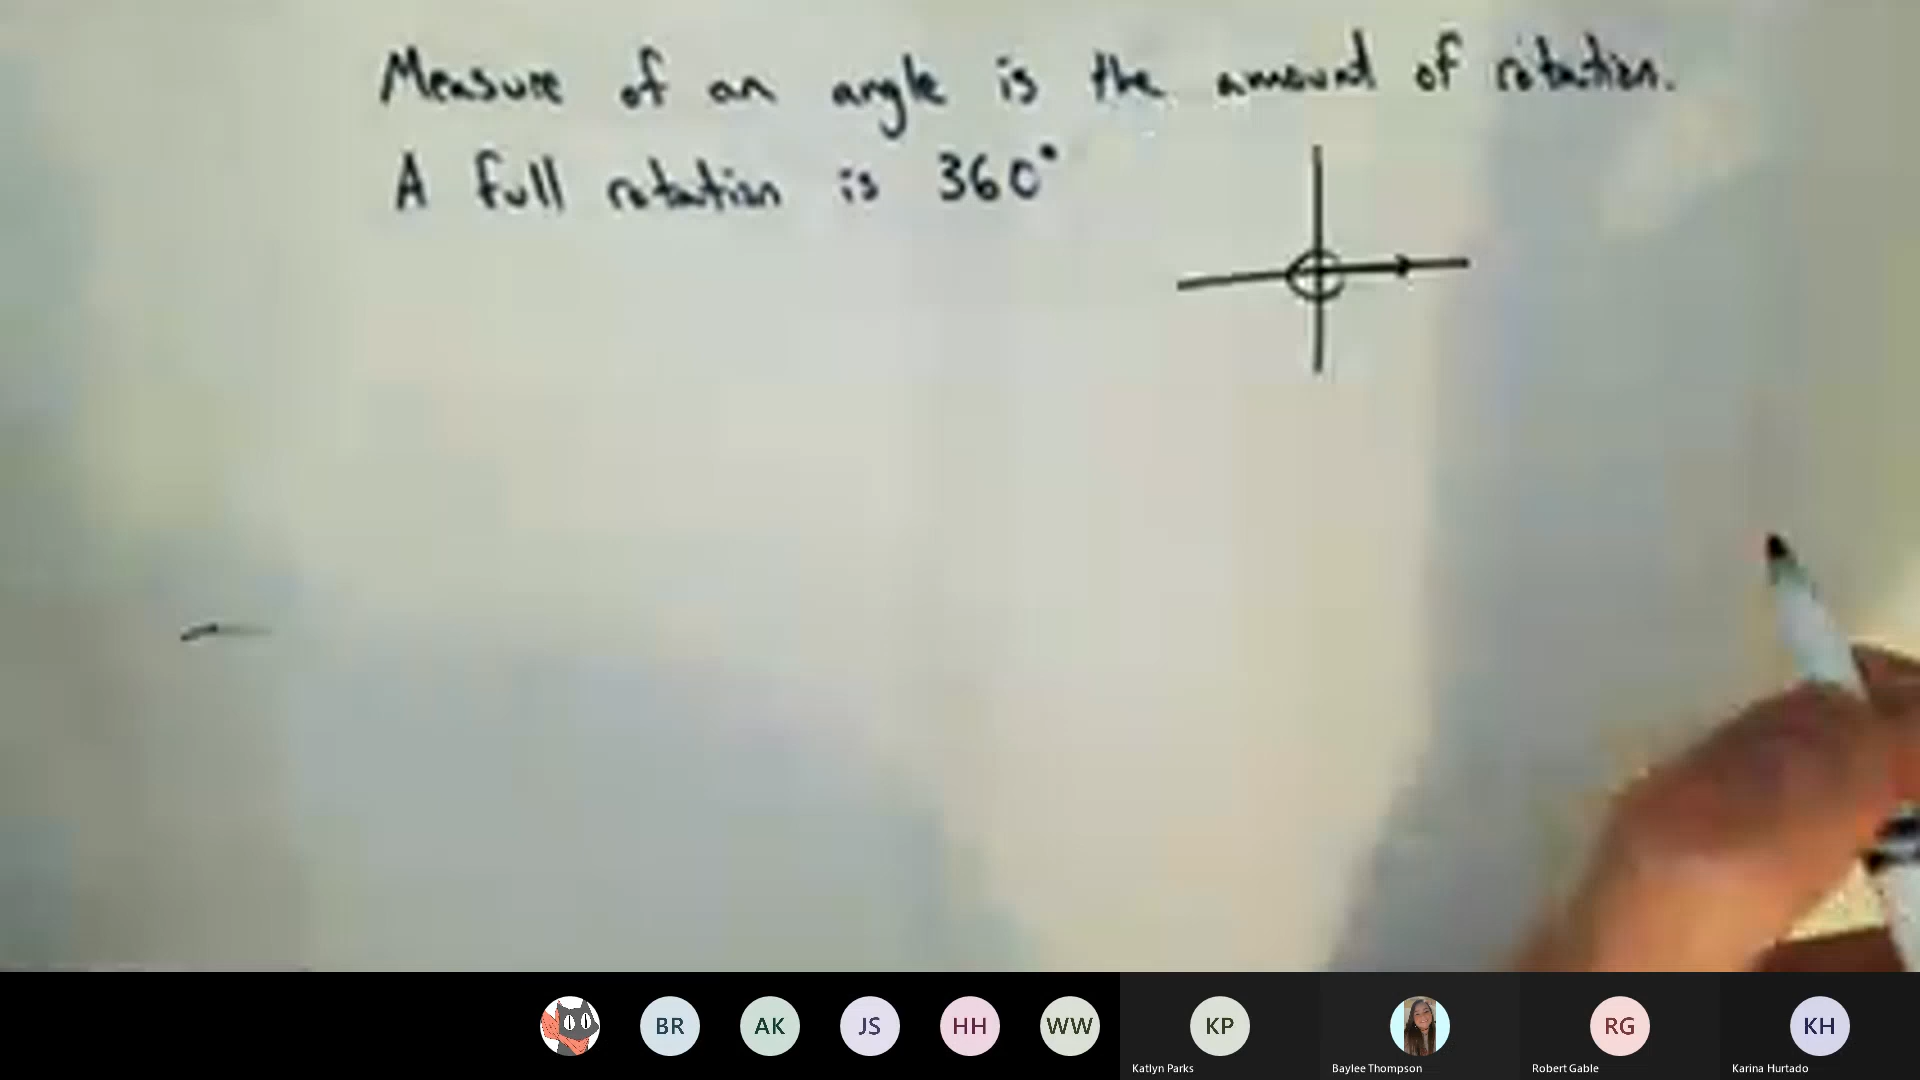 Measure of an angle is the amount of rotation.
A full rotation is 360°
BR
AK
JS
HH
WW
KP
RG
KH
Katlyn Parks
Baylee Thompson
Robert Gable
Karina Hurtado